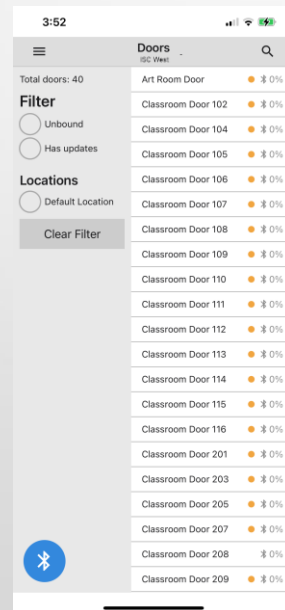 3:52
Doors
ISC West
Total doors: 40
Filter
Unbound
Has updates
Locations
Default Location
Clear Filter
Art Room Door 0%
Classroom Door 102 0%
Classroom Door 104 0%
Classroom Door 105 0%
Classroom Door 106 0%
Classroom Door 107 0%
Classroom Door 108 0%
Classroom Door 109 0%
Classroom Door 110 0%
Classroom Door 111 0%
Classroom Door 112 0%
Classroom Door 113 0%
Classroom Door 114 0%
Classroom Door 115 0%
Classroom Door 116 0%
Classroom Door 201 0%
Classroom Door 203 0%
Classroom Door 205 0%
Classroom Door 207 0%
Classroom Door 208 0%
Classroom Door 209 0%